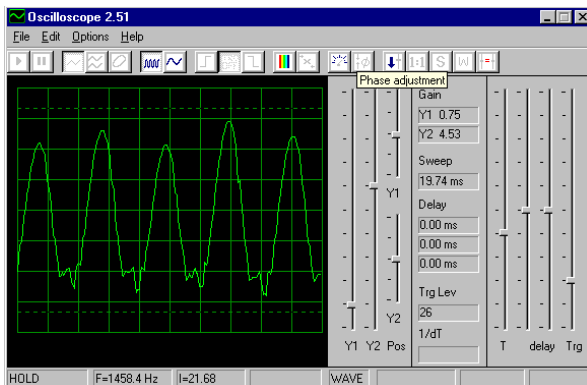 Oscilloscope 2.51
File Edit Options Help
1:1 S W
Phase adjustment
Gain
Y1 0.75
Y2 4.53
Sweep
19.74 ms
Y1
Delay
0.00 ms
0.00 ms
0.00 ms
Trg Lev
26
Y2
1/dT
Y1 Y2 Pos
T delay Trg
HOLD F=1458.4 Hz I=21.68 WAVE